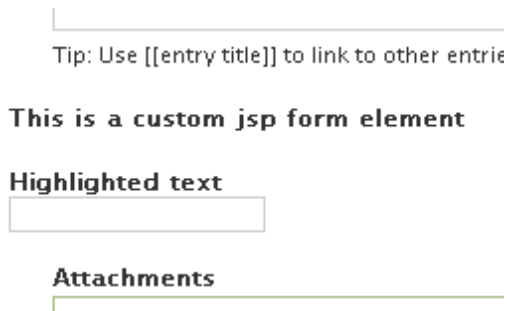 Tip: Use [[entry title]] to link to other entrie
This is a custom jsp form element
Highlighted text
Attachments